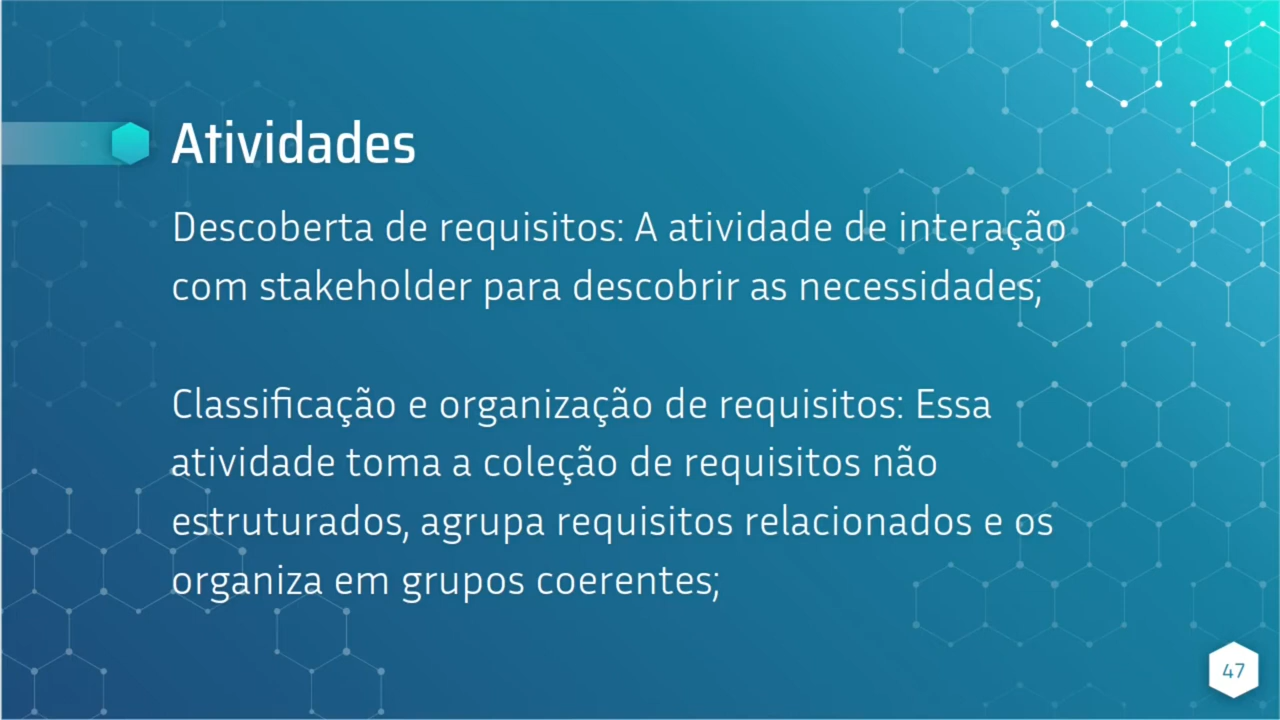 Atividades
Descoberta de requisitos: A atividade de interação
com stakeholder para descobrir as necessidades;
Classificação e organização de requisitos: Essa
atividade toma a coleção de requisitos não
estruturados, agrupa requisitos relacionados e os
organiza em grupos coerentes;
47